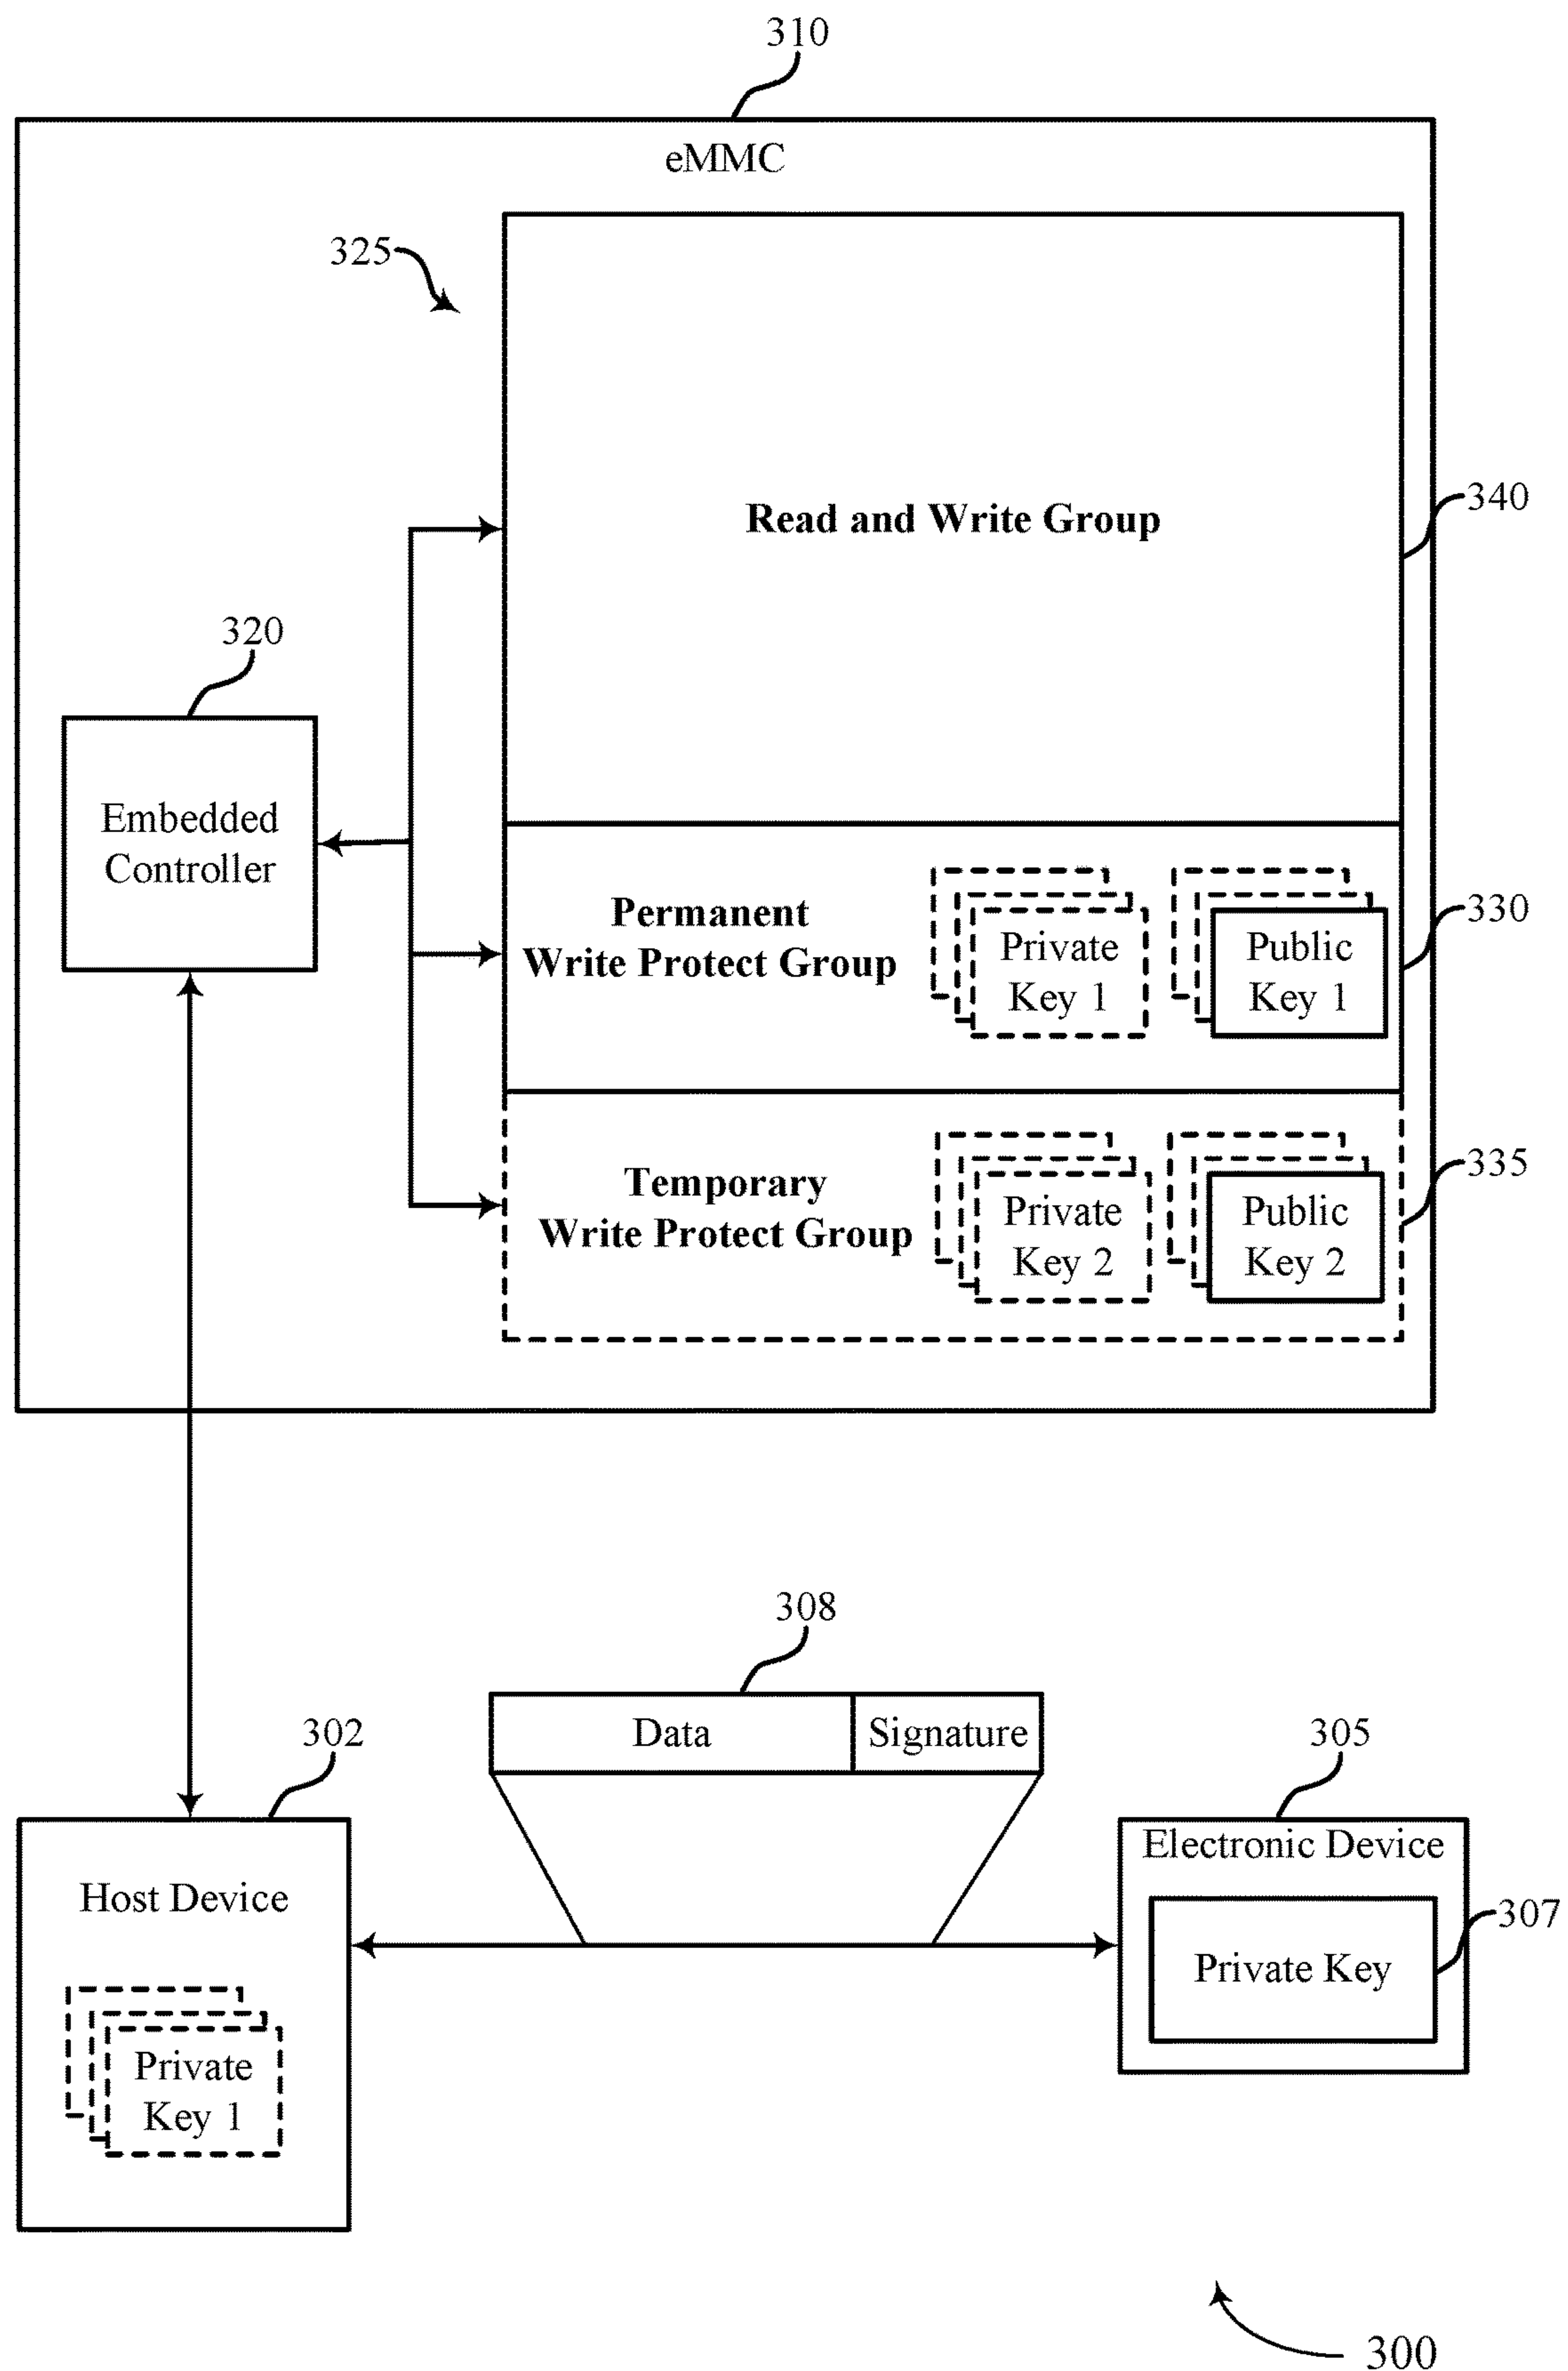 310
eMMC
325
340
Read and Write Group
320
Embedded
Controller
330
Permanent
Write Protect Group
Private
Key 1
Public
Key 1
335
Temporary
Write Protect Group
Private
Key 2
Public
Key 2
308
Data
Signature
302
Host Device
Private
Key 1
305
Electronic Device
307
Private Key
300